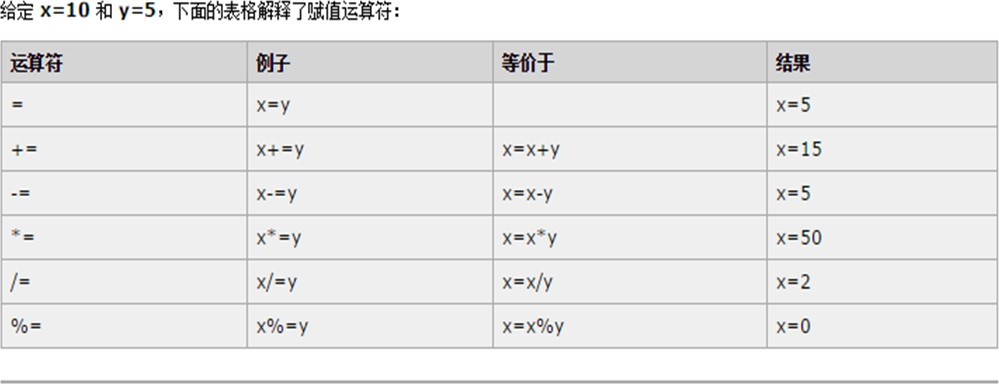 给定 x=10 和 y=5，下面的表格解释了赋值运算符：
运算符 例子 等价于 结果
= x=y x=5
+= x+=y x=x+y x=15
-= x-=y x=x-y x=5
*= x*=y x=x*y x=50
/= x/=y x=x/y x=2
%= x%=y x=x%y x=0